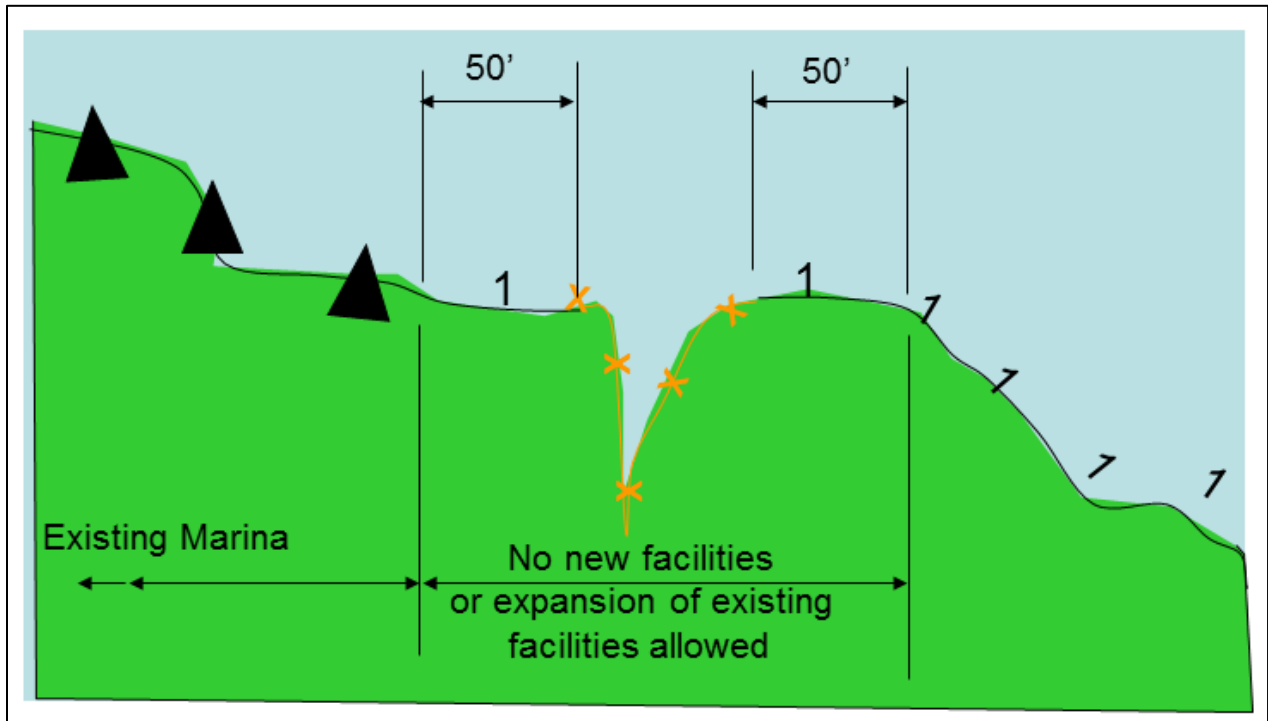 50’
50’
1
1
1
1
1
1
X
X
X
X
X
Existing Marina
No new facilities
or expansion of existing
facilities allowed